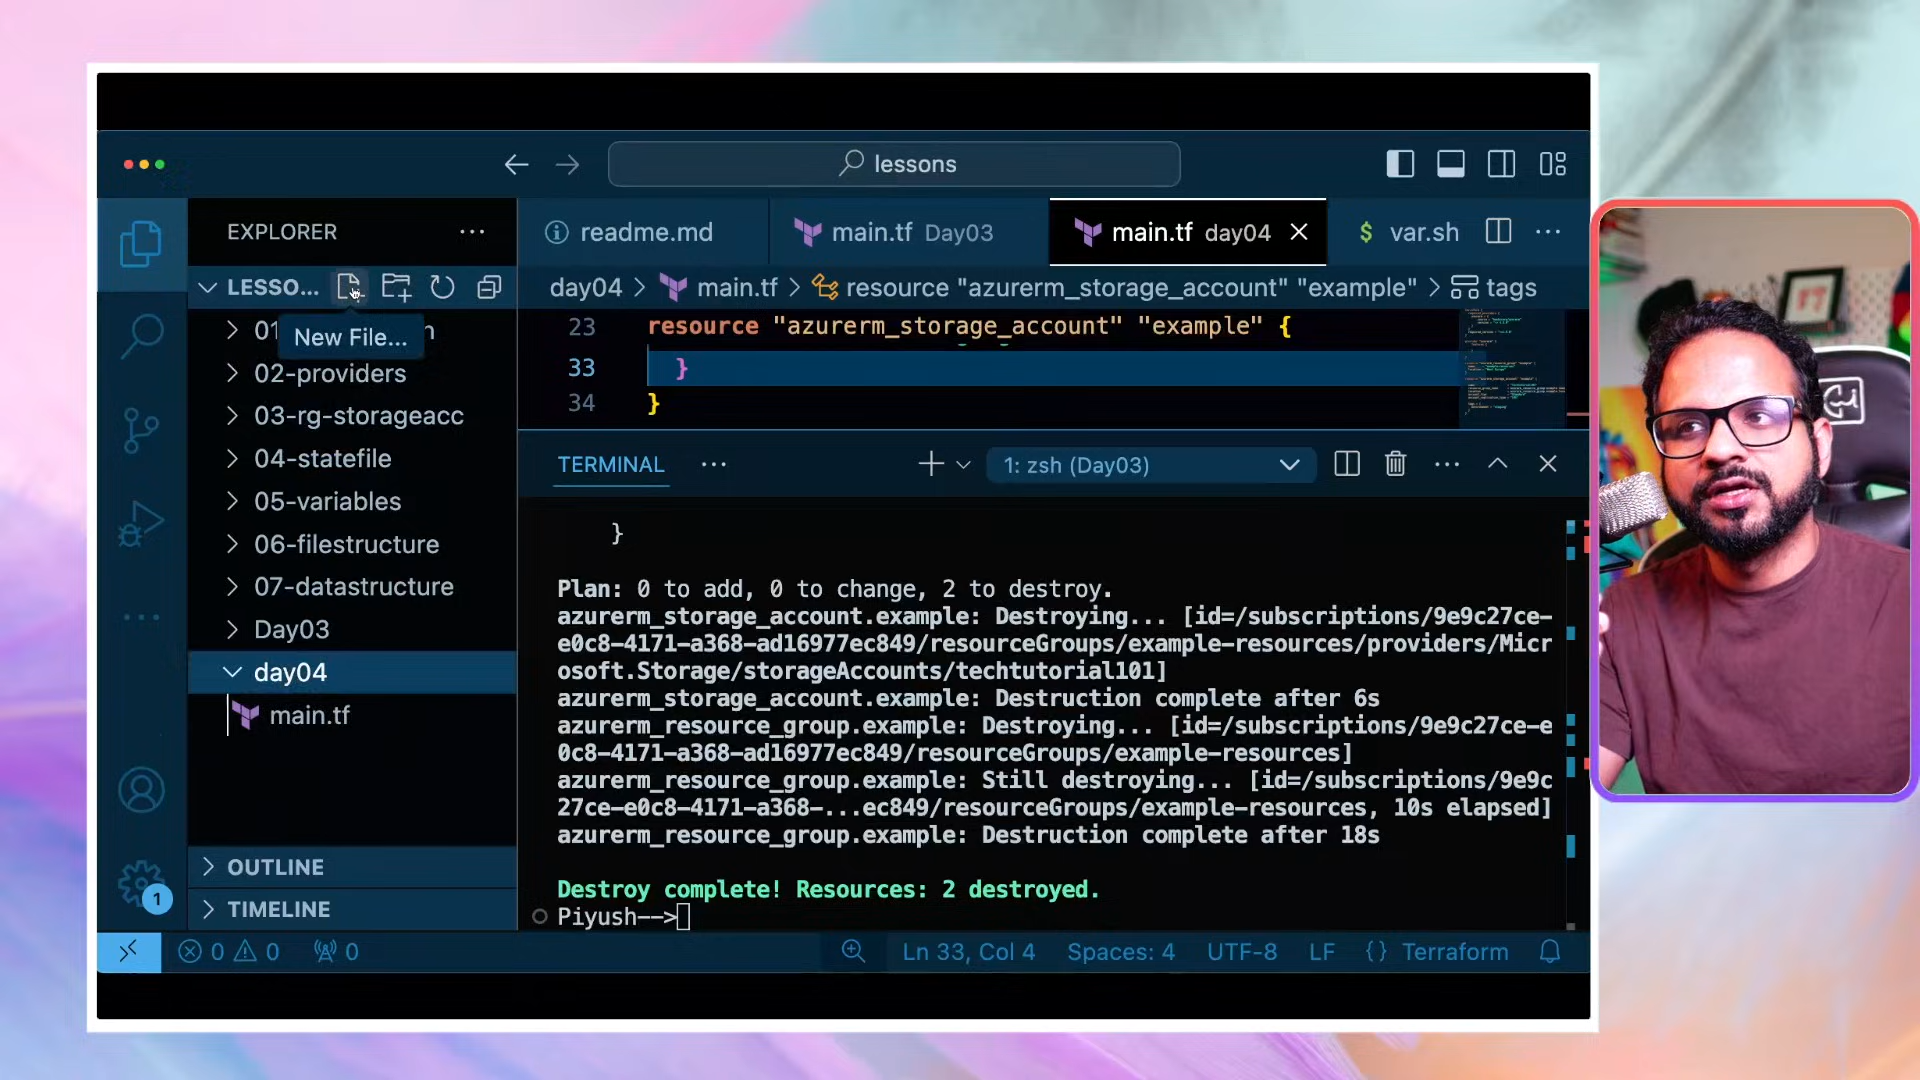 lessons
EXPLORER
readme.md
main.tf Day03
main.tf day04
$ var.sh
LESSO...
day04 > main.tf > resource "azurerm_storage_account" "example" > tags
01
New File...
n
02-providers
03-rg-storageacc
04-statefile
05-variables
06-filestructure
07-datastructure
Day03
day04
main.tf
OUTLINE
TIMELINE
1
23 resource "azurerm_storage_account" "example" {
33 }
34 }
TERMINAL
1: zsh (Day03)
}
Plan: 0 to add, 0 to change, 2 to destroy.
azurerm_storage_account.example: Destroying... [id=/subscriptions/9e9c27ce-
e0c8-4171-a368-ad16977ec849/resourceGroups/example-resources/providers/Micr
osoft.Storage/storageAccounts/techtutorial101]
azurerm_storage_account.example: Destruction complete after 6s
azurerm_resource_group.example: Destroying... [id=/subscriptions/9e9c27ce-e
0c8-4171-a368-ad16977ec849/resourceGroups/example-resources]
azurerm_resource_group.example: Still destroying... [id=/subscriptions/9e9c
27ce-e0c8-4171-a368-...ec849/resourceGroups/example-resources, 10s elapsed]
azurerm_resource_group.example: Destruction complete after 18s
Destroy complete! Resources: 2 destroyed.
Piyush-->
0 0 0
Ln 33, Col 4 Spaces: 4 UTF-8 LF {} Terraform